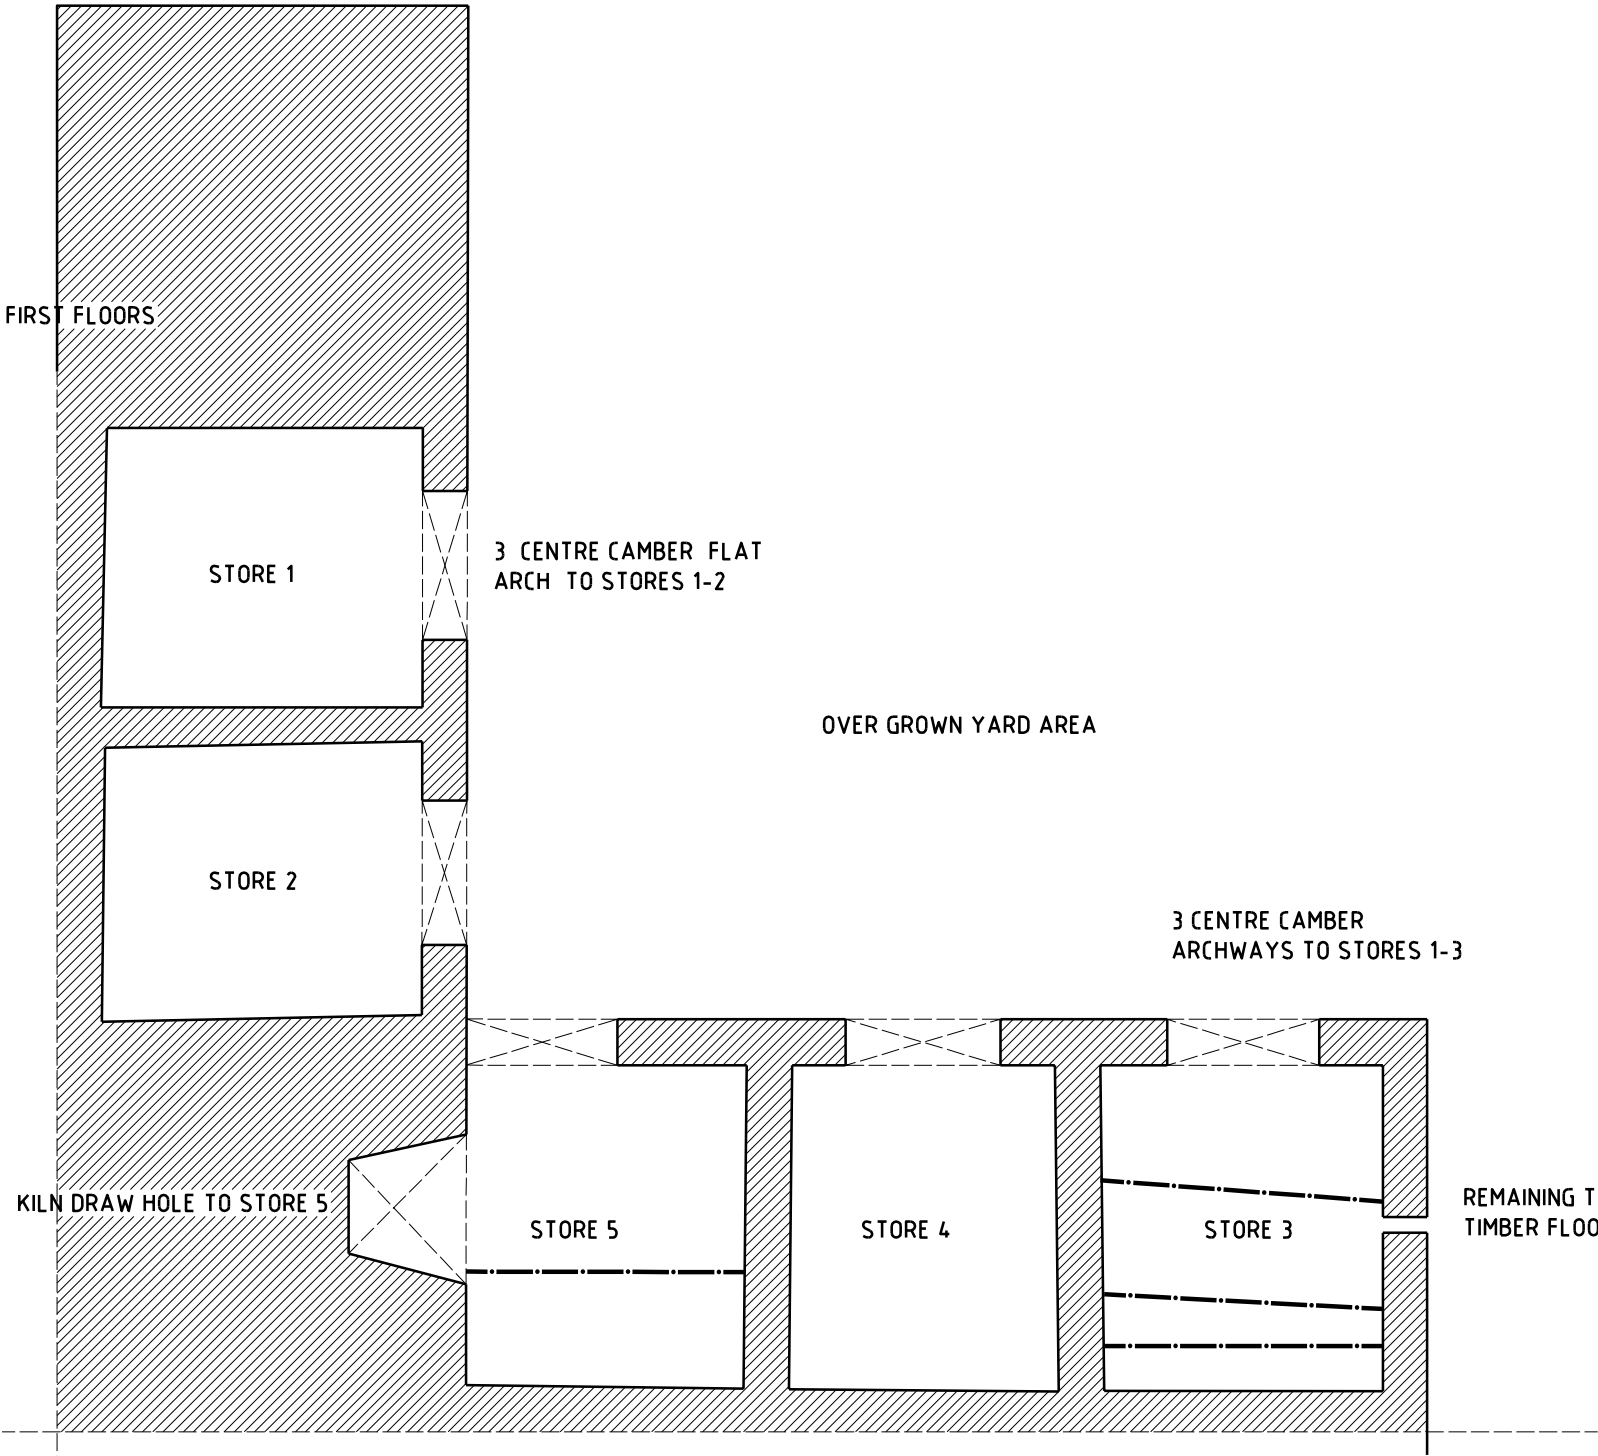 FIRST FLOORS
STORE 1
3 CENTRE CAMBER FLAT
ARCH TO STORES 1-2
OVER GROWN YARD AREA
STORE 2
3 CENTRE CAMBER
ARCHWAYS TO STORES 1-3
KILN DRAW HOLE TO STORE 5
STORE 5
STORE 4
STORE 3
REMAINING T
TIMBER FLOO